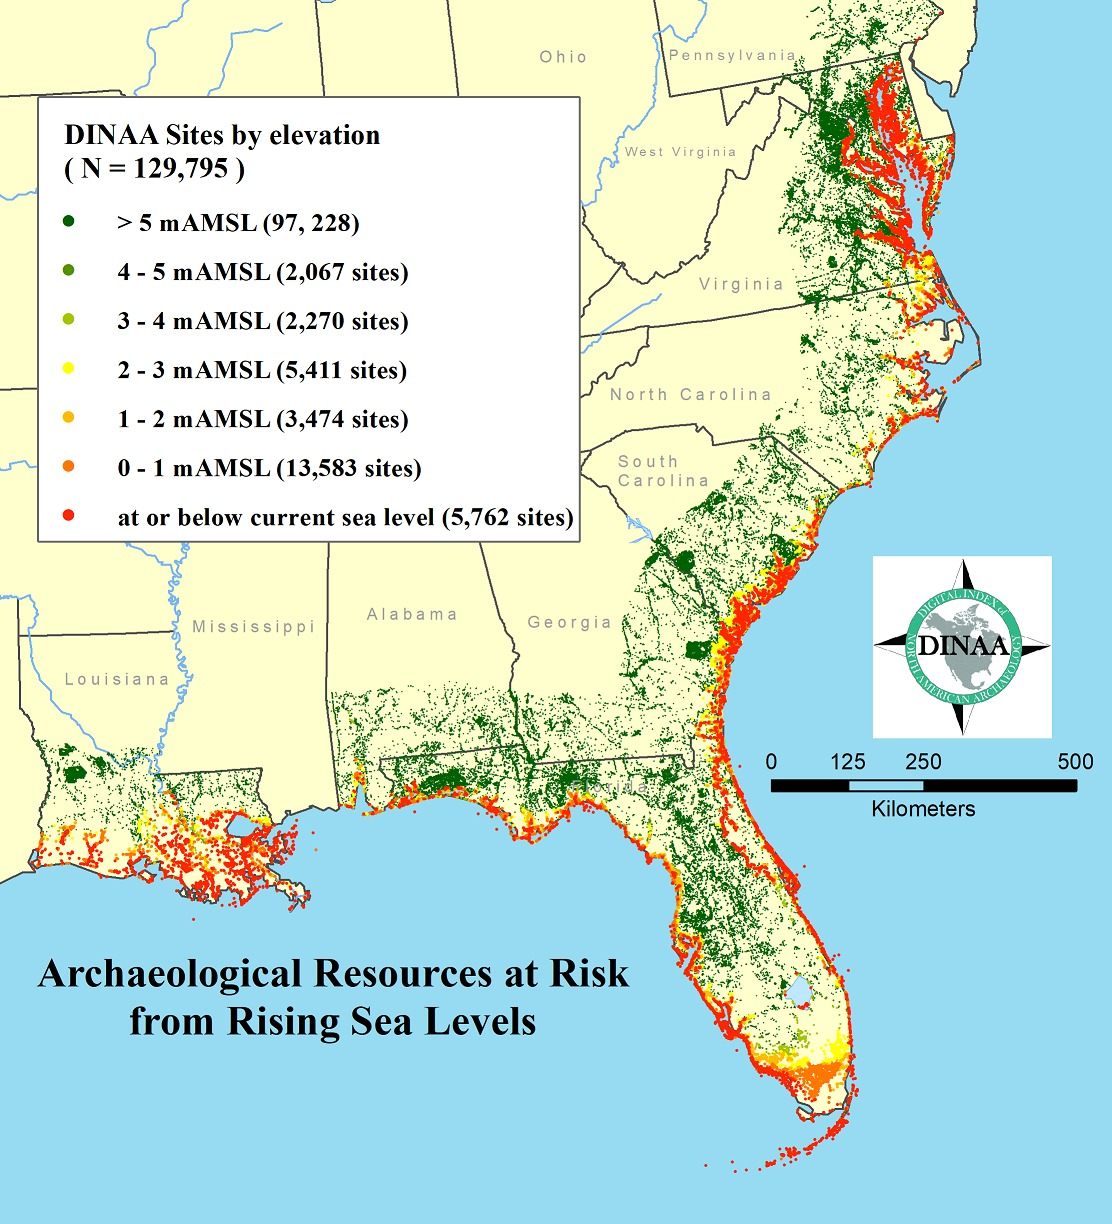 Ohio
Pennsylvania
DINAA Sites by elevation
( N = 129,795 )
West Virginia
> 5 mAMSL (97, 228)
4 - 5 mAMSL (2,067 sites)
Virginia
3 - 4 mAMSL (2,270 sites)
2 - 3 mAMSL (5,411 sites)
North Carolina
1 - 2 mAMSL (3,474 sites)
0 - 1 mAMSL (13,583 sites)
South
Carolina
at or below current sea level (5,762 sites)
Alabama
Mississippi
Georgia
Louisiana
DIGITAL INDEX of
DINAA
NORTH AMERICAN ARCHAEOLOGY
Florida
0 125 250 500
Kilometers
Archaeological Resources at Risk
from Rising Sea Levels